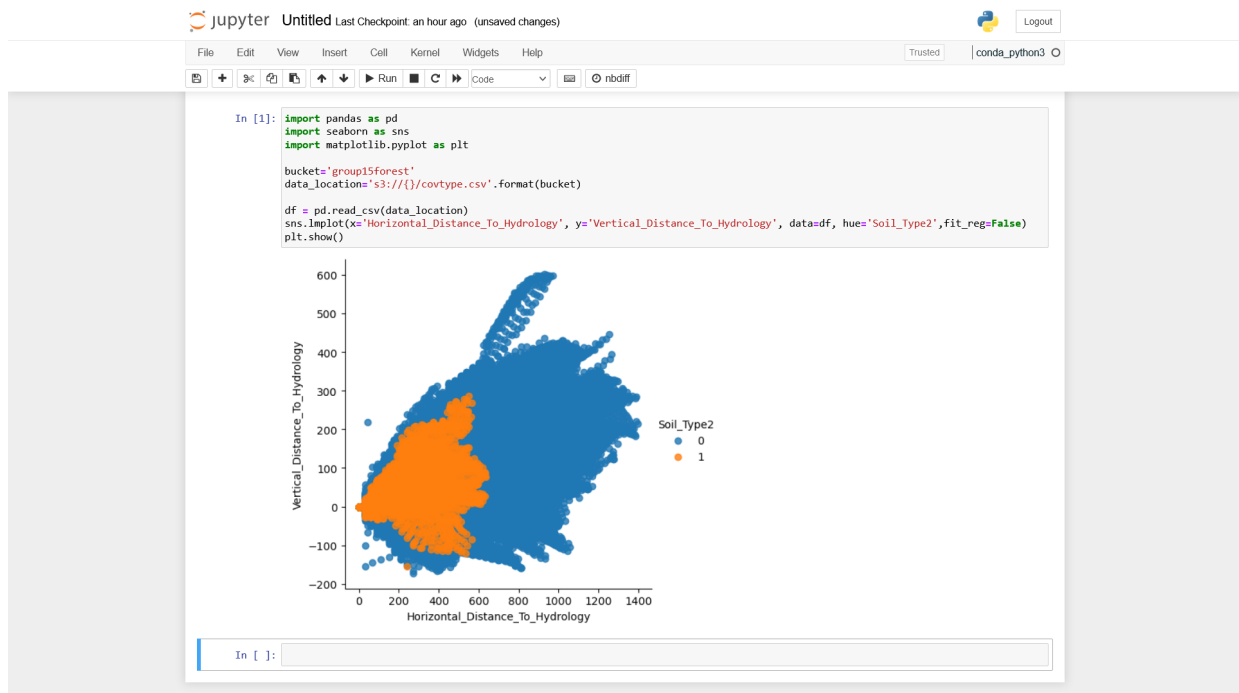 jupyter Untitled Last Checkpoint: an hour ago (unsaved changes) Logout
File Edit View Insert Cell Kernel Widgets Help Trusted conda_python3
Run Code nbdiff
In [1]: import pandas as pd
import seaborn as sns
import matplotlib.pyplot as plt
bucket='group15forest'
data_location='s3://{}/covtype.csv'.format(bucket)
df = pd.read_csv(data_location)
sns.lmplot(x='Horizontal_Distance_To_Hydrology', y='Vertical_Distance_To_Hydrology', data=df, hue='Soil_Type2',fit_reg=False)
plt.show()
600
500
400
300
200
100
0
−100
−200
Vertical_Distance_To_Hydrology
0 200 400 600 800 1000 1200 1400
Horizontal_Distance_To_Hydrology
Soil_Type2
0
1
In [ ]: